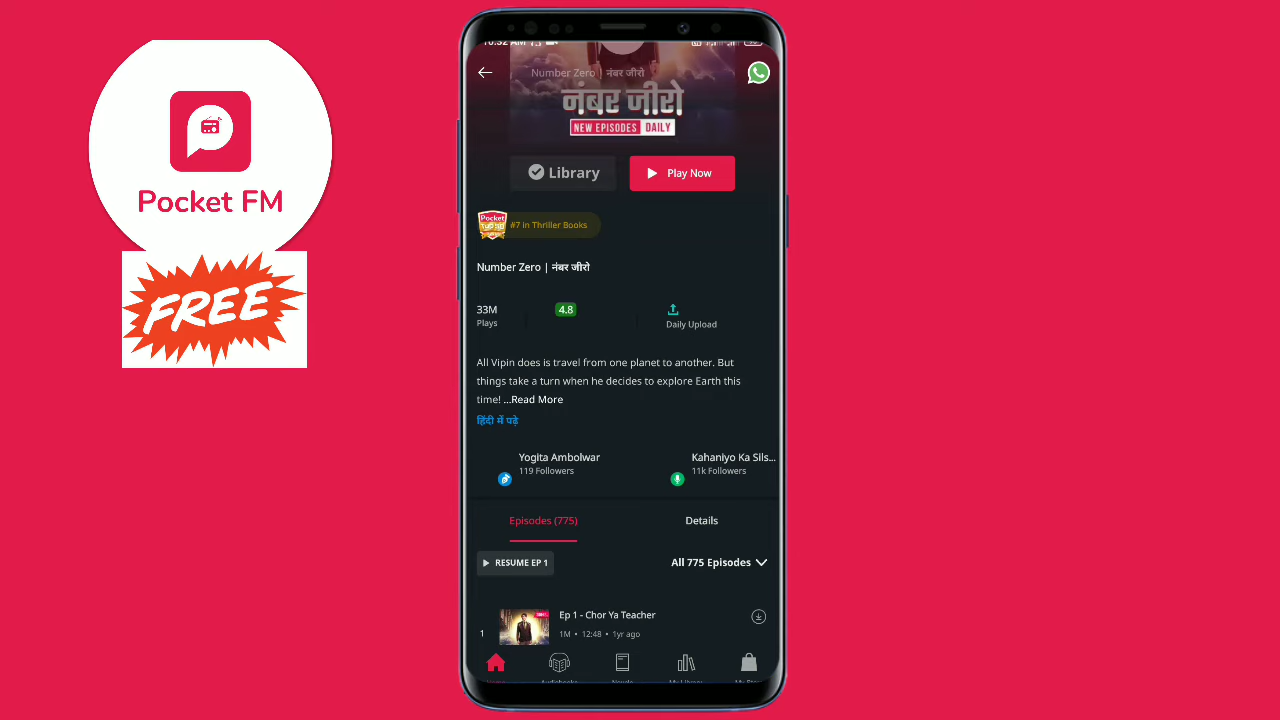 Pocket FM
FREE
Number Zero | नंबर जीरो
नंबर जीरो
NEW EPISODES DAILY
Library
Play Now
Pocket
#7 in Thriller Books
Number Zero | नंबर जीरो
33M
Plays
4.8
Daily Upload
All Vipin does is travel from one planet to another. But
things take a turn when he decides to explore Earth this
time! ...Read More
हिंदी में पढ़े
Yogita Ambolwar
119 Followers
Kahaniyo Ka Sils...
11k Followers
Episodes (775)
Details
RESUME EP 1
All 775 Episodes
1
Ep 1 - Chor Ya Teacher
1M • 12:48 • 1yr ago